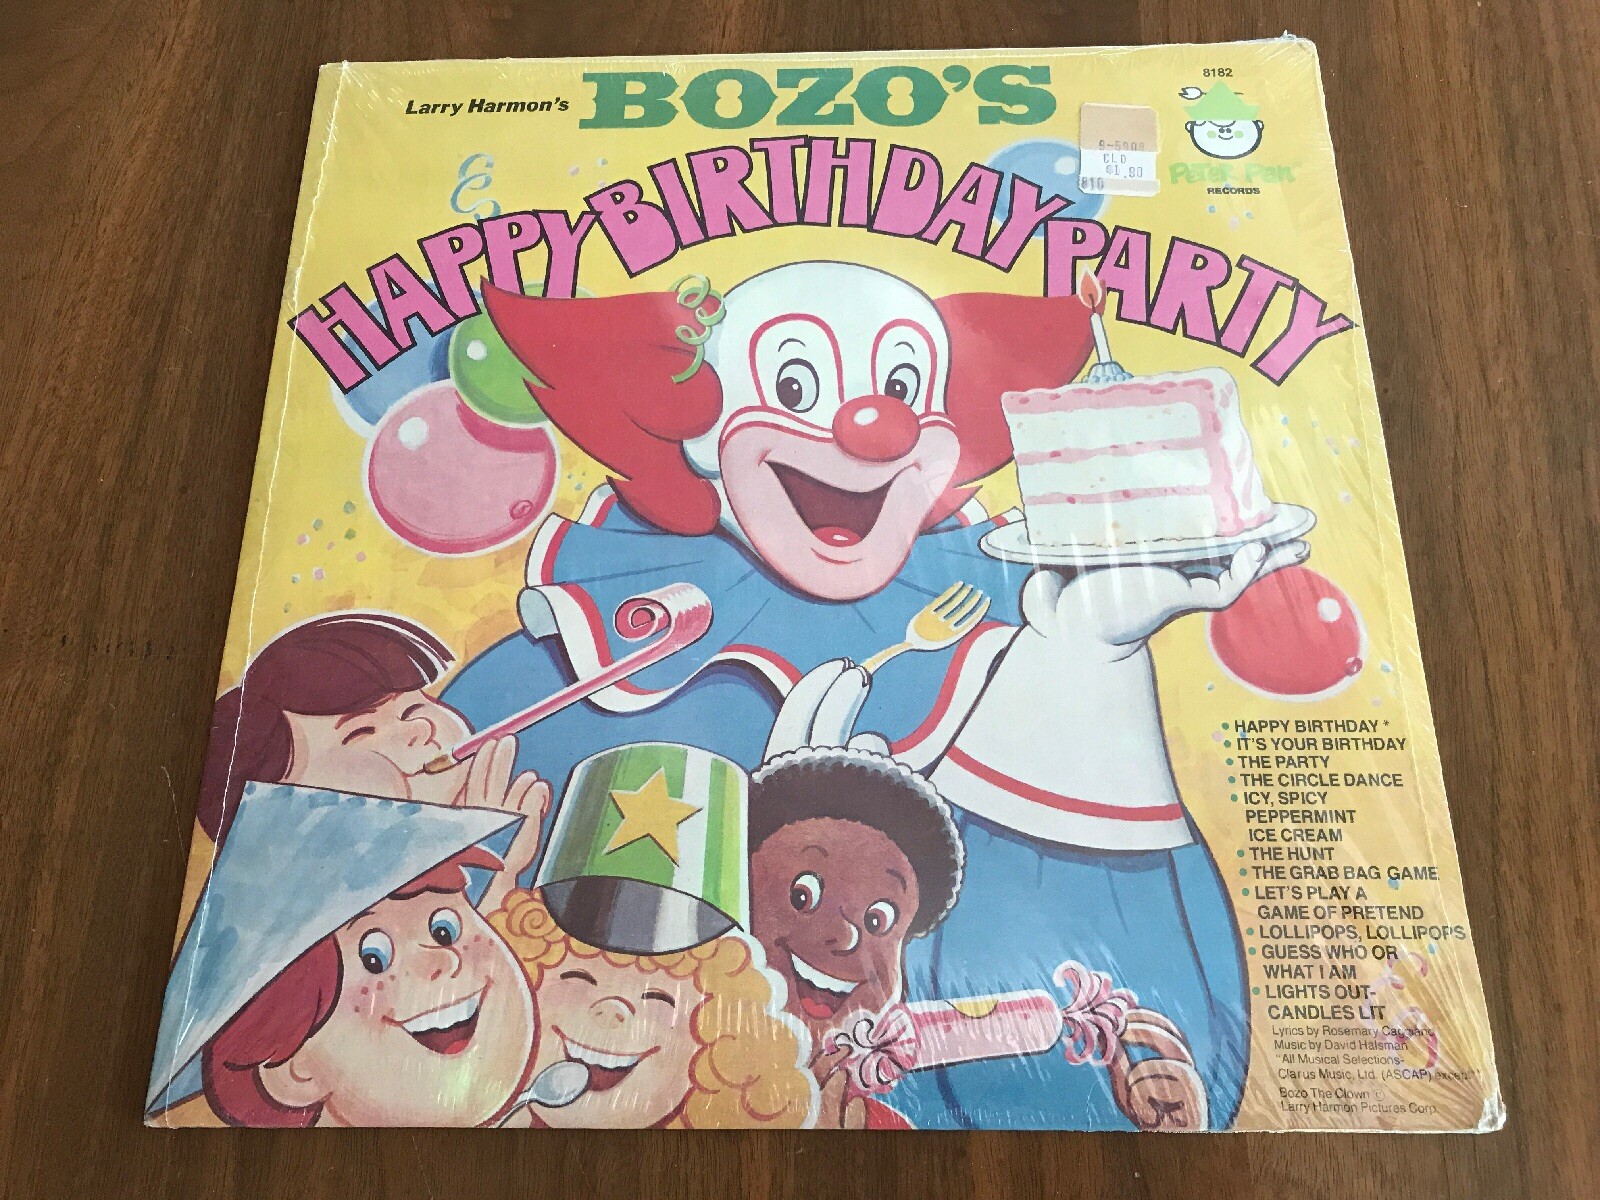 8182
Larry Harmon's BOZO'S
Peter Pan
RECORDS
HAPPY BIRTHDAY PARTY
CLD
$1.80
810
• HAPPY BIRTHDAY *
• IT'S YOUR BIRTHDAY
• THE PARTY
• THE CIRCLE DANCE
• ICY, SPICY
PEPPERMINT
ICE CREAM
• THE HUNT
• THE GRAB BAG GAME
• LET'S PLAY A
GAME OF PRETEND
• LOLLIPOPS, LOLLIPOPS
• GUESS WHO OR
WHAT I AM
• LIGHTS OUT-
CANDLES LIT
Lyrics by Rosemary
Music by David Halsman
"All Musical Selections-
Clarus Music, Ltd. (ASCAP) except *"
Bozo The Clown ©
Larry Harmon Pictures Corp.